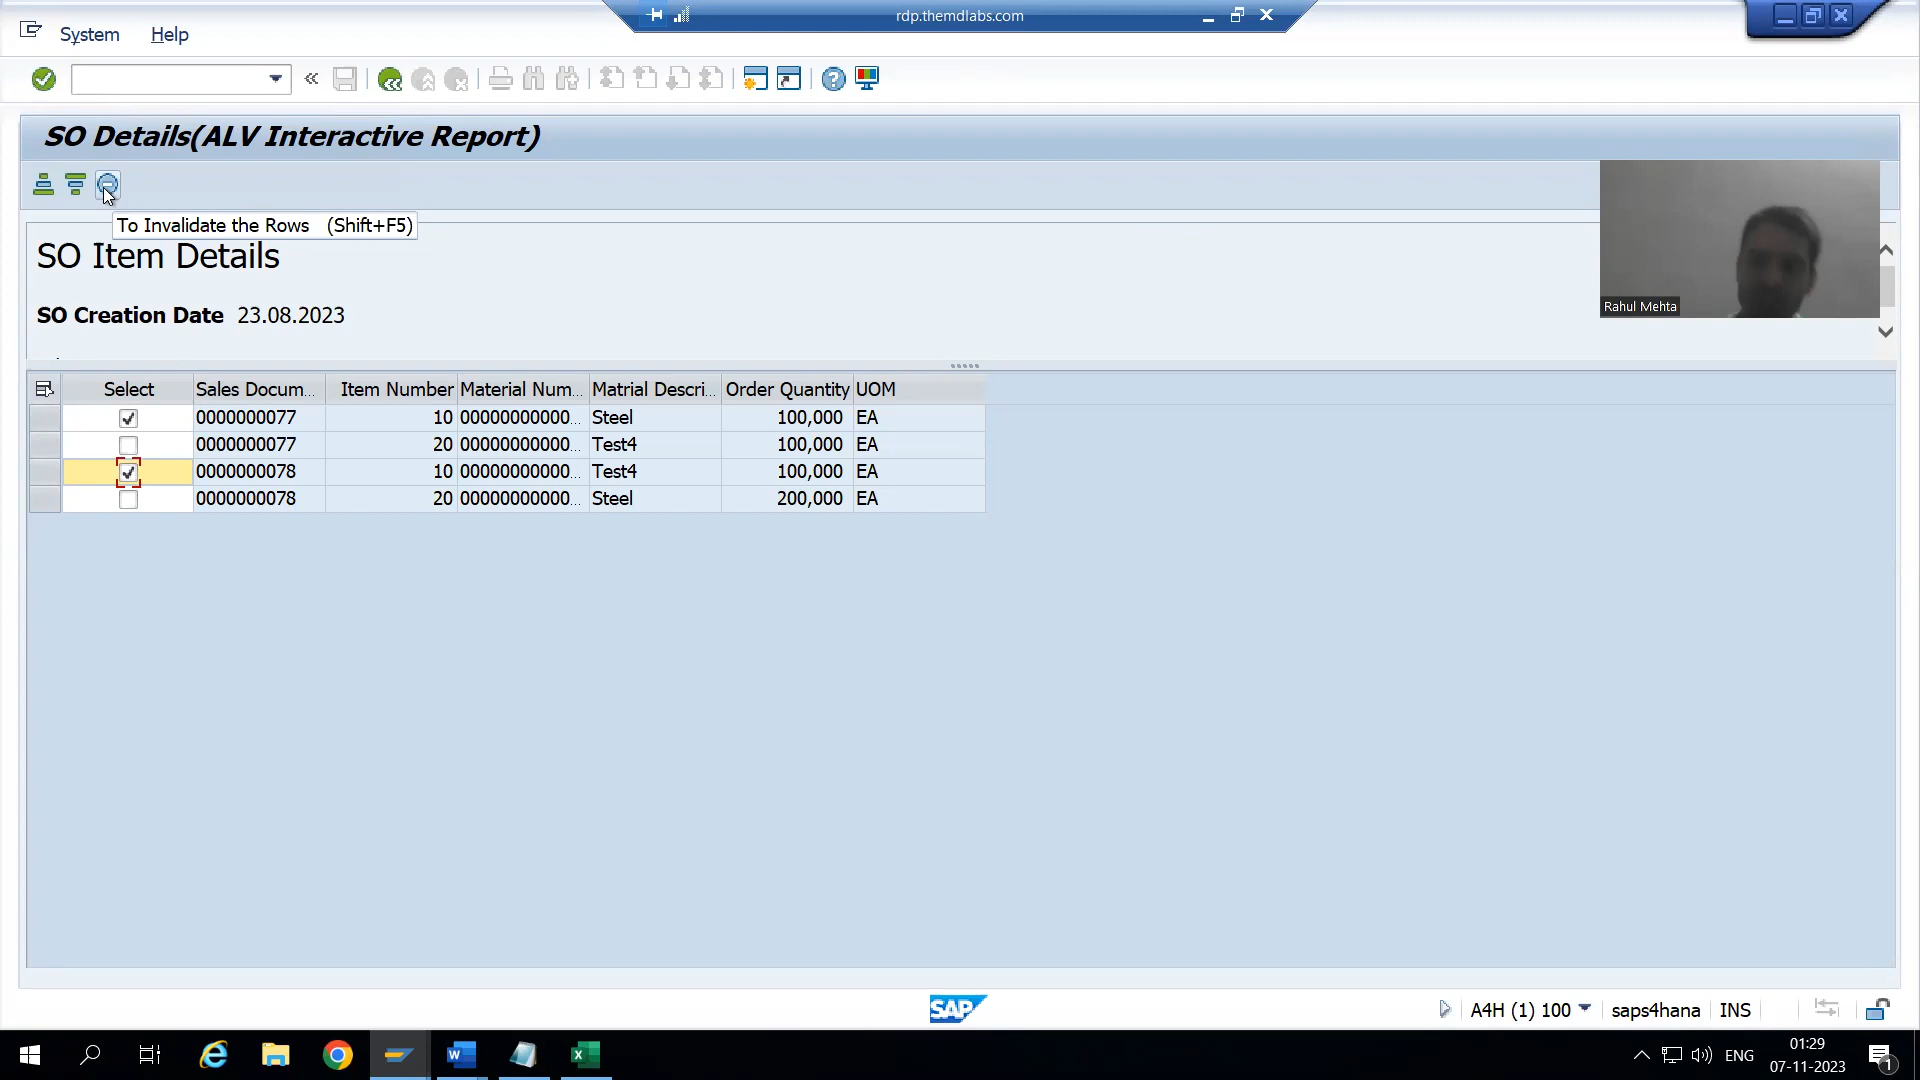 rdp.themdlabs.com
System Help
SO Details(ALV Interactive Report)
To Invalidate the Rows (Shift+F5)
SO Item Details
SO Creation Date 23.08.2023
Rahul Mehta
Select Sales Docum... Item Number Material Num... Matrial Descri... Order Quantity UOM
0000000077 10 00000000000... Steel 100,000 EA
0000000077 20 00000000000... Test4 100,000 EA
0000000078 10 00000000000... Test4 100,000 EA
0000000078 20 00000000000... Steel 200,000 EA
SAP
A4H (1) 100 saps4hana INS
ENG
01:29
07-11-2023
1